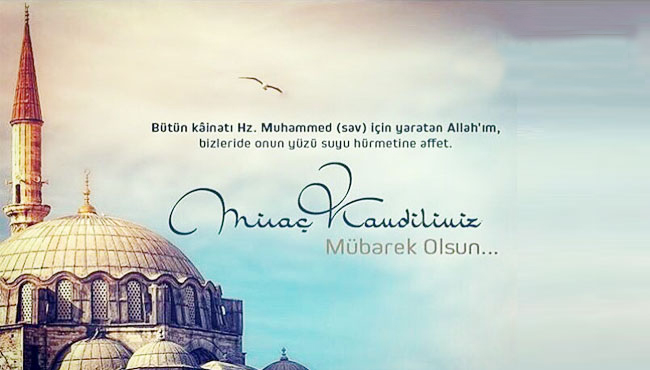 Bütün kâinatı Hz. Muhammed (sav) için yaratan Allah'ım,
bizleride onun yüzü suyu hürmetine affet.
Miraç Kandiliniz
Mübarek Olsun...